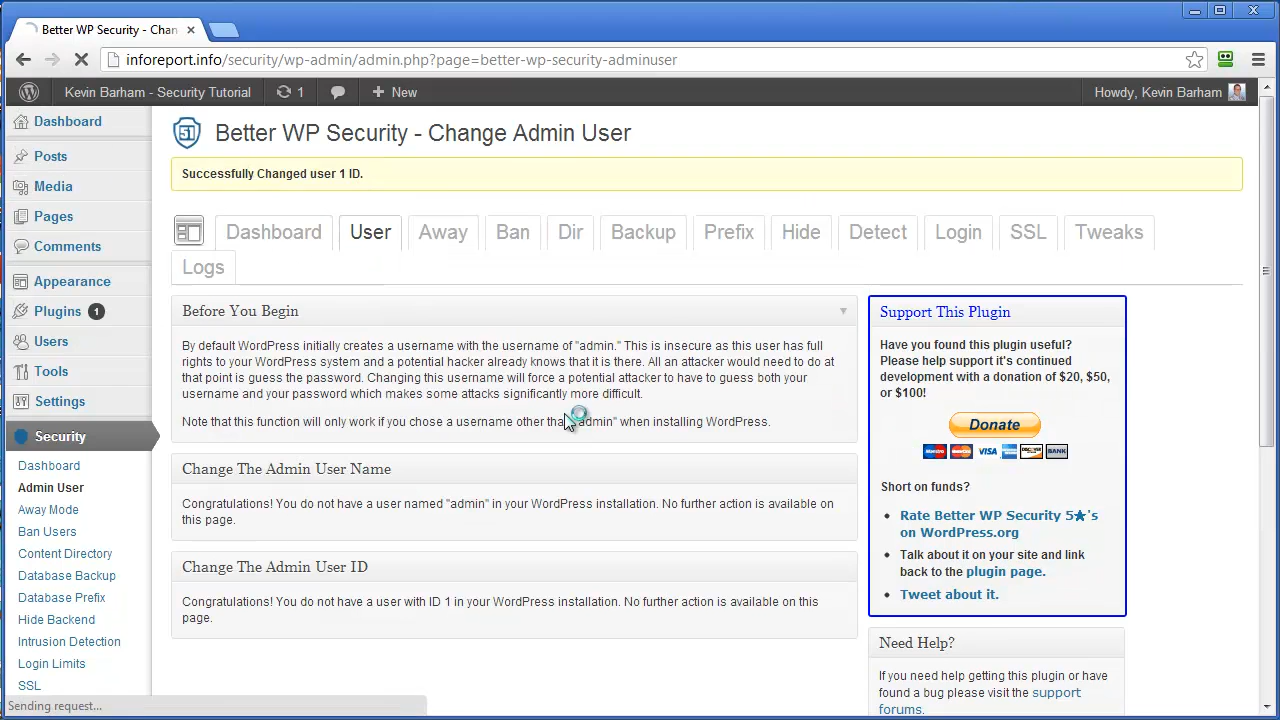 Better WP Security - Chan
inforeport.info/security/wp-admin/admin.php?page=better-wp-security-adminuser
Kevin Barham - Security Tutorial
1
New
Howdy, Kevin Barham
Dashboard
Posts
Media
Pages
Comments
Appearance
Plugins 1
Users
Tools
Settings
Security
Dashboard
Admin User
Away Mode
Ban Users
Content Directory
Database Backup
Database Prefix
Hide Backend
Intrusion Detection
Login Limits
SSL
Sending request...
Better WP Security - Change Admin User
Successfully Changed user 1 ID.
Dashboard User Away Ban Dir Backup Prefix Hide Detect Login SSL Tweaks
Logs
Before You Begin
By default WordPress initially creates a username with the username of "admin." This is insecure as this user has full
rights to your WordPress system and a potential hacker already knows that it is there. All an attacker would need to do at
that point is guess the password. Changing this username will force a potential attacker to have to guess both your
username and your password which makes some attacks significantly more difficult.
Note that this function will only work if you chose a username other than "admin" when installing WordPress.
Change The Admin User Name
Congratulations! You do not have a user named "admin" in your WordPress installation. No further action is available on
this page.
Change The Admin User ID
Congratulations! You do not have a user with ID 1 in your WordPress installation. No further action is available on this
page.
Support This Plugin
Have you found this plugin useful?
Please help support it's continued
development with a donation of $20, $50,
or $100!
Donate
VISA
BANK
Short on funds?
Rate Better WP Security 5★'s
on WordPress.org
Talk about it on your site and link
back to the plugin page.
Tweet about it.
Need Help?
If you need help getting this plugin or have
found a bug please visit the support
forums.